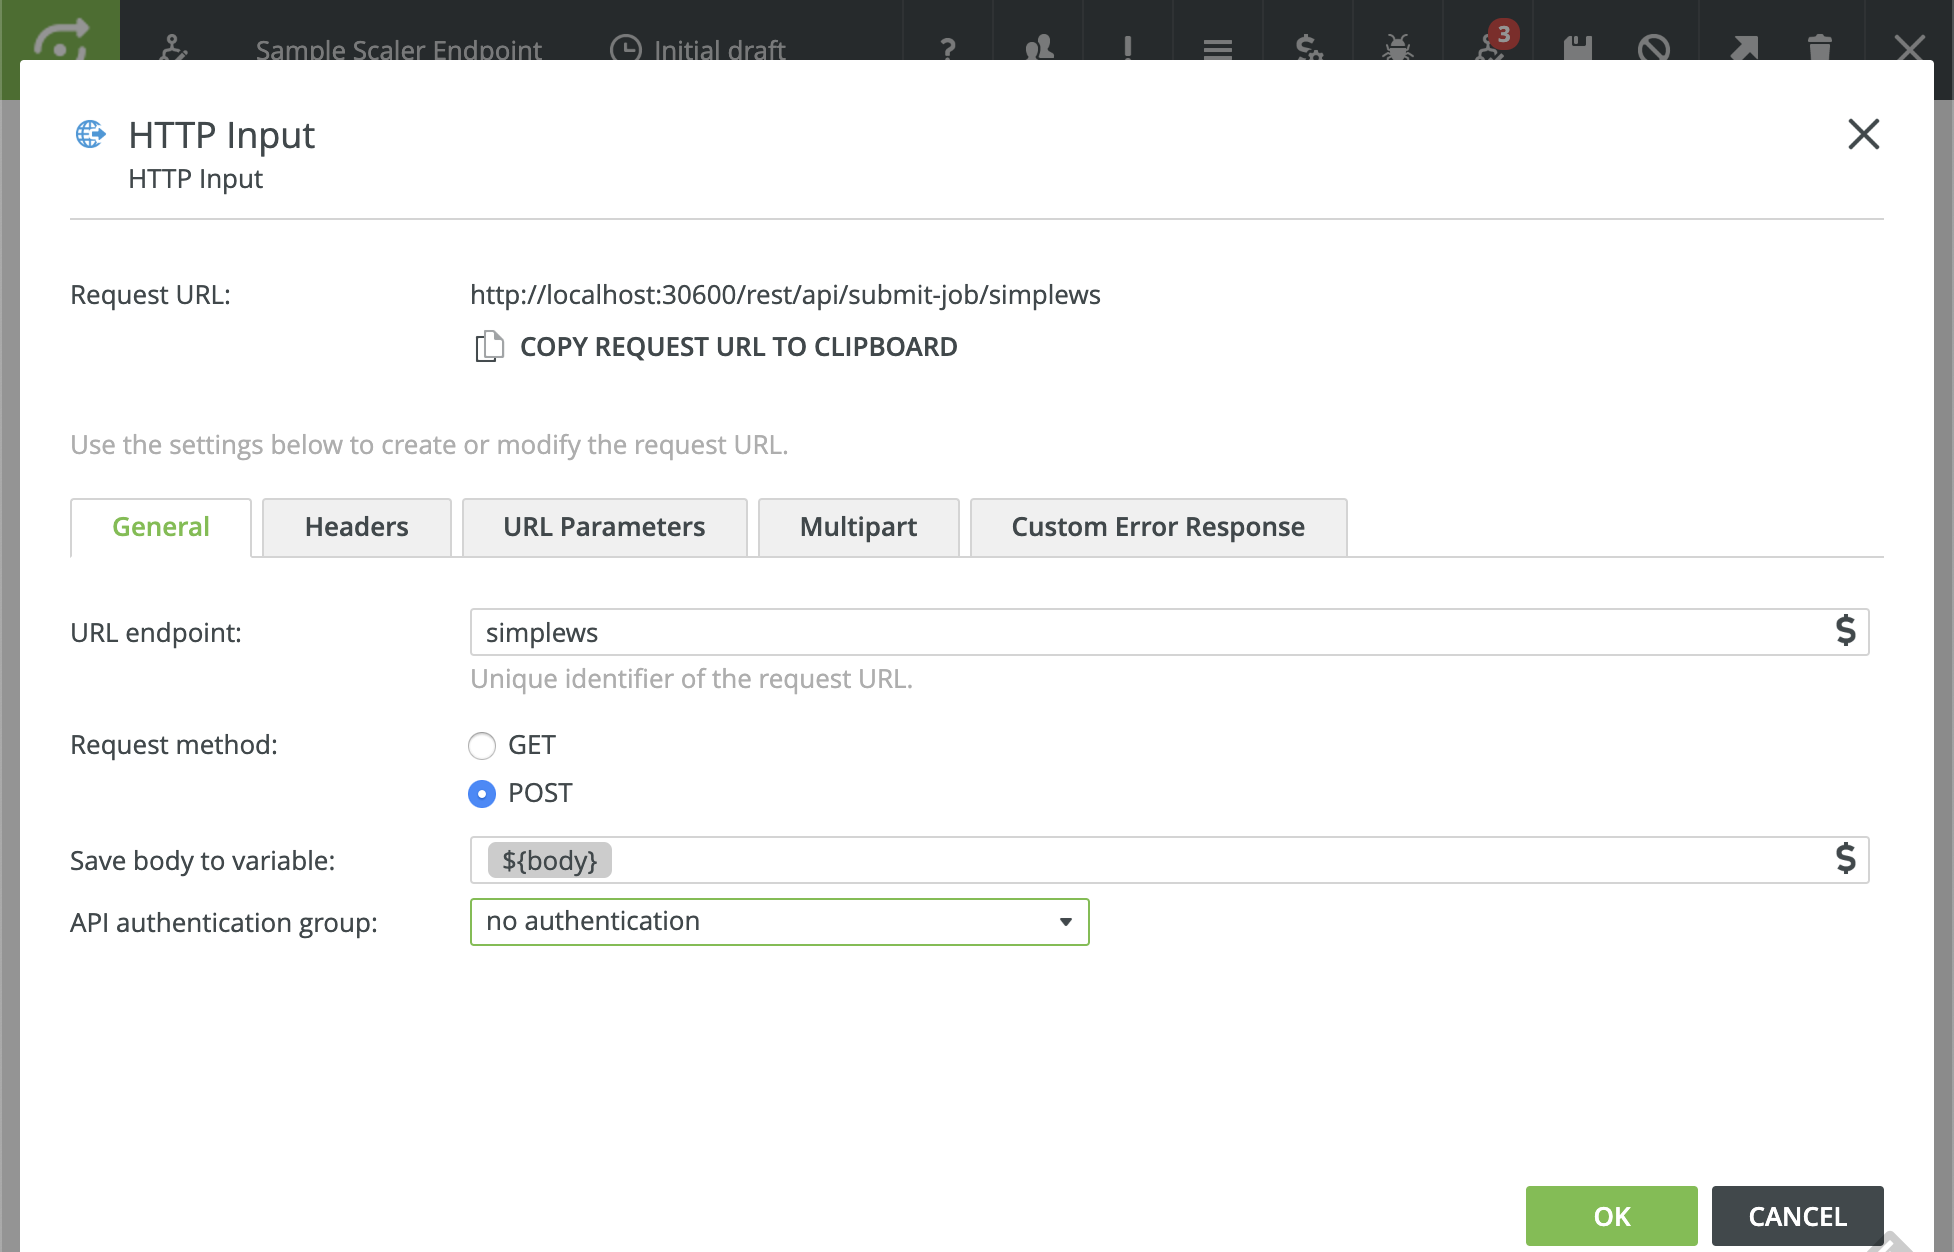 Sample Scaler Endpoint Initial draft ? ! 3
HTTP Input
HTTP Input
Request URL: http://localhost:30600/rest/api/submit-job/simplews
COPY REQUEST URL TO CLIPBOARD
Use the settings below to create or modify the request URL.
General Headers URL Parameters Multipart Custom Error Response
URL endpoint: simplews $
Unique identifier of the request URL.
Request method: GET
POST
Save body to variable: ${body} $
API authentication group: no authentication
OK CANCEL